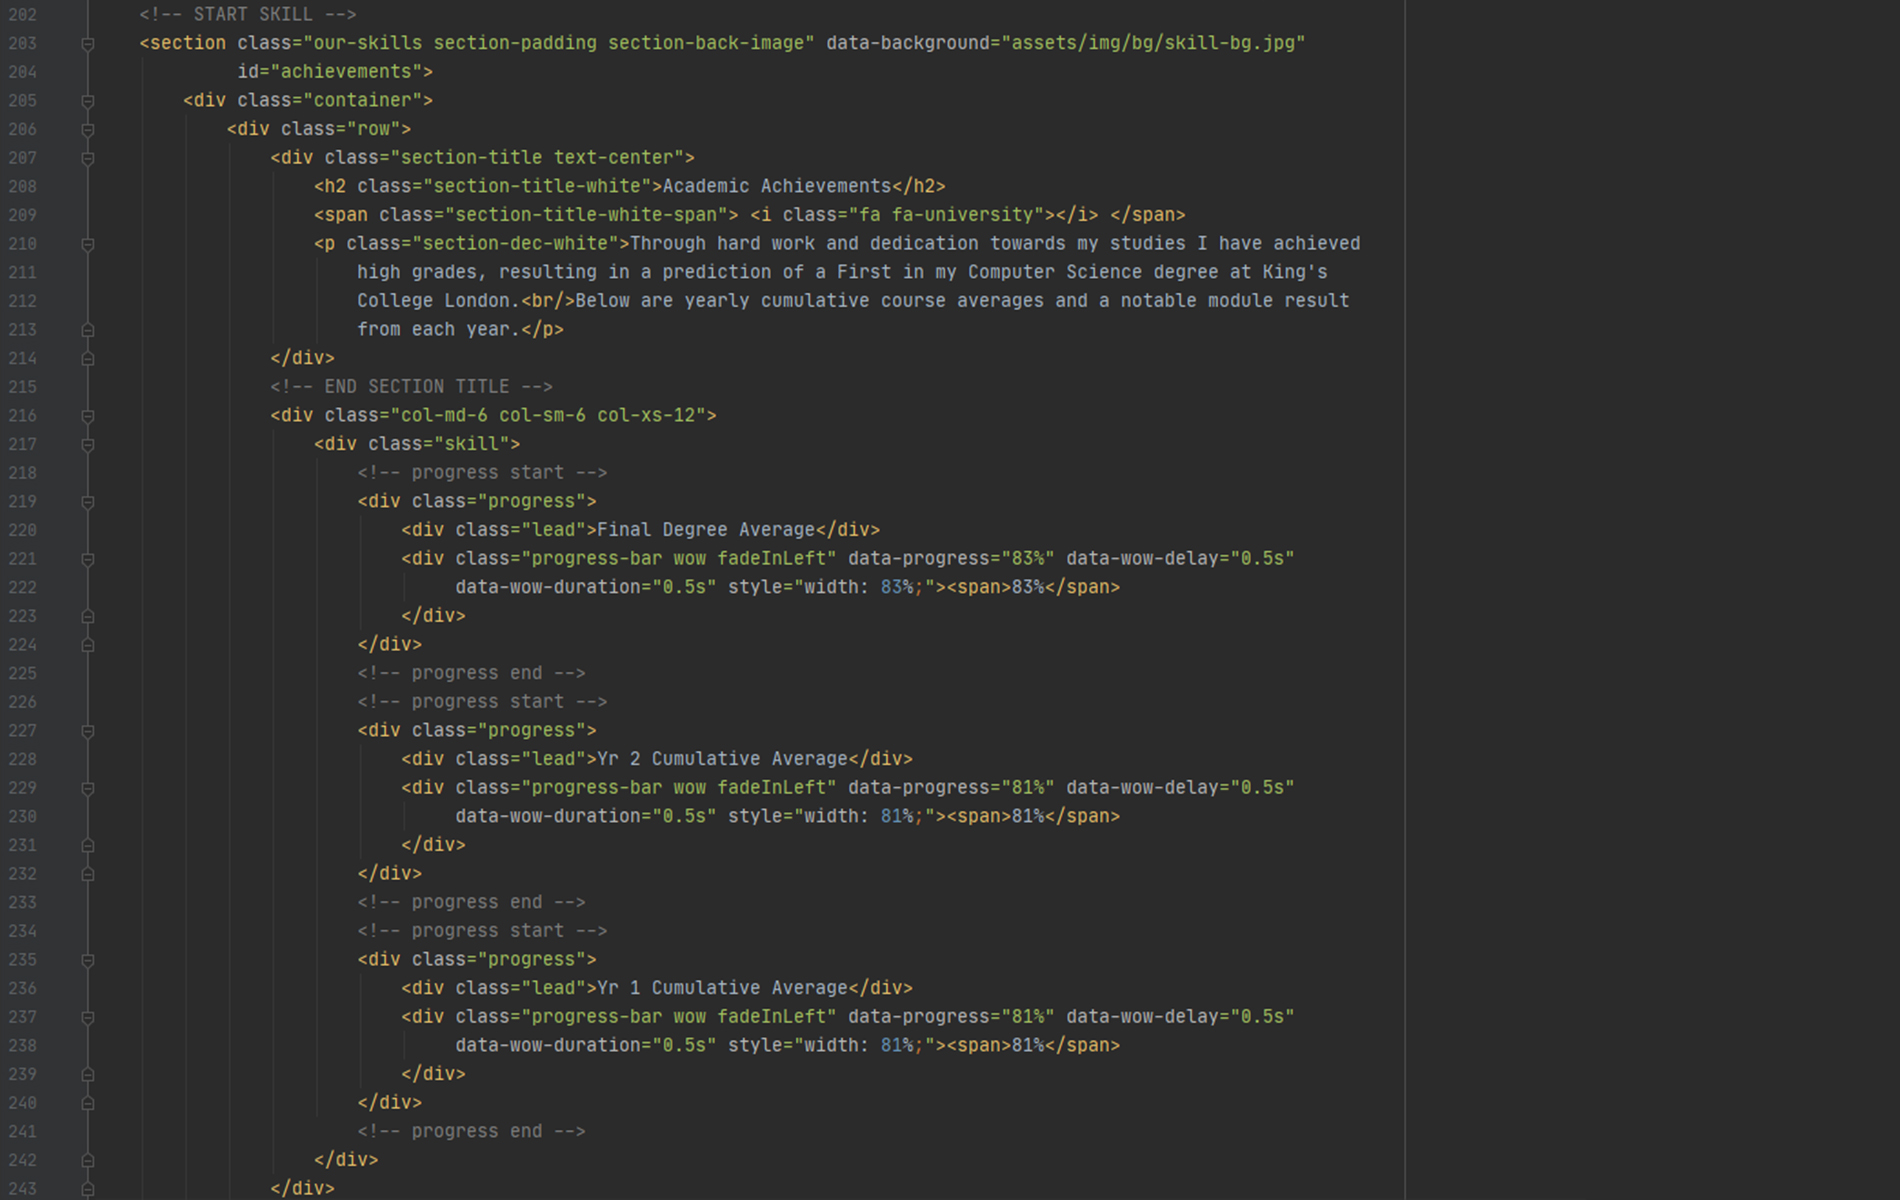 202 <!-- START SKILL -->
203 <section class="our-skills section-padding section-back-image" data-background="assets/img/bg/skill-bg.jpg"
204 id="achievements">
205 <div class="container">
206 <div class="row">
207 <div class="section-title text-center">
208 <h2 class="section-title-white">Academic Achievements</h2>
209 <span class="section-title-white-span"> <i class="fa fa-university"></i> </span>
210 <p class="section-dec-white">Through hard work and dedication towards my studies I have achieved
211 high grades, resulting in a prediction of a First in my Computer Science degree at King's
212 College London.<br/>Below are yearly cumulative course averages and a notable module result
213 from each year.</p>
214 </div>
215 <!-- END SECTION TITLE -->
216 <div class="col-md-6 col-sm-6 col-xs-12">
217 <div class="skill">
218 <!-- progress start -->
219 <div class="progress">
220 <div class="lead">Final Degree Average</div>
221 <div class="progress-bar wow fadeInLeft" data-progress="83%" data-wow-delay="0.5s"
222 data-wow-duration="0.5s" style="width: 83%;"><span>83%</span>
223 </div>
224 </div>
225 <!-- progress end -->
226 <!-- progress start -->
227 <div class="progress">
228 <div class="lead">Yr 2 Cumulative Average</div>
229 <div class="progress-bar wow fadeInLeft" data-progress="81%" data-wow-delay="0.5s"
230 data-wow-duration="0.5s" style="width: 81%;"><span>81%</span>
231 </div>
232 </div>
233 <!-- progress end -->
234 <!-- progress start -->
235 <div class="progress">
236 <div class="lead">Yr 1 Cumulative Average</div>
237 <div class="progress-bar wow fadeInLeft" data-progress="81%" data-wow-delay="0.5s"
238 data-wow-duration="0.5s" style="width: 81%;"><span>81%</span>
239 </div>
240 </div>
241 <!-- progress end -->
242 </div>
243 </div>